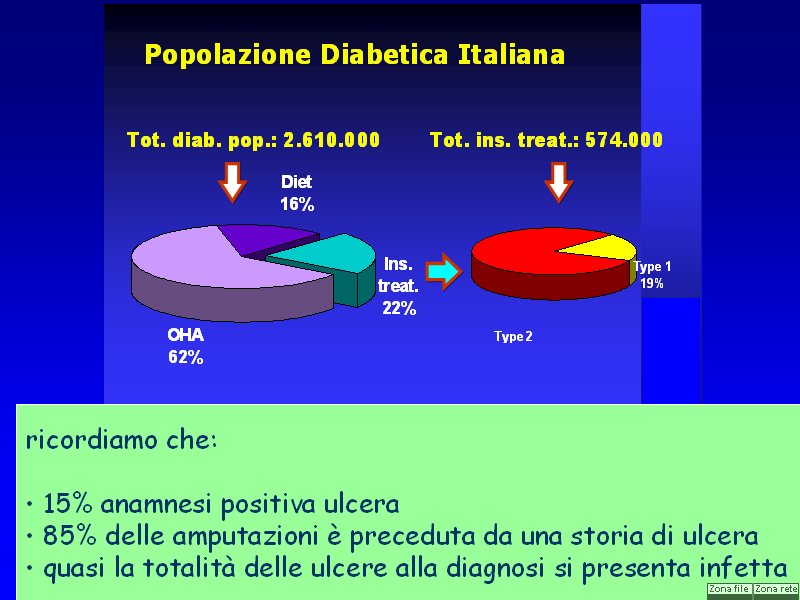 Popolazione Diabetica Italiana
Tot. diab. pop.: 2.610.000
Tot. ins. treat.: 574.000
Diet
16%
Ins.
treat.
22%
Type 1
19%
OHA
62%
Type 2
ricordiamo che:
• 15% anamnesi positiva ulcera
• 85% delle amputazioni è preceduta da una storia di ulcera
• quasi la totalità delle ulcere alla diagnosi si presenta infetta
Zona file Zona rete